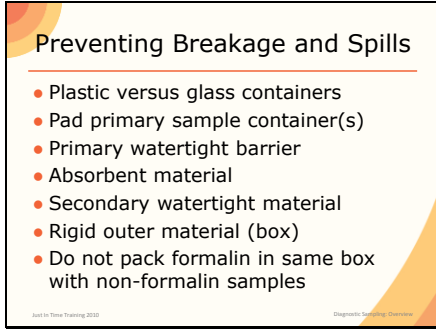 Preventing Breakage and Spills
• Plastic versus glass containers
• Pad primary sample container(s)
• Primary watertight barrier
• Absorbent material
• Secondary watertight material
• Rigid outer material (box)
• Do not pack formalin in same box
with non-formalin samples
Just In Time Training 2010
Diagnostic Sampling: Overview